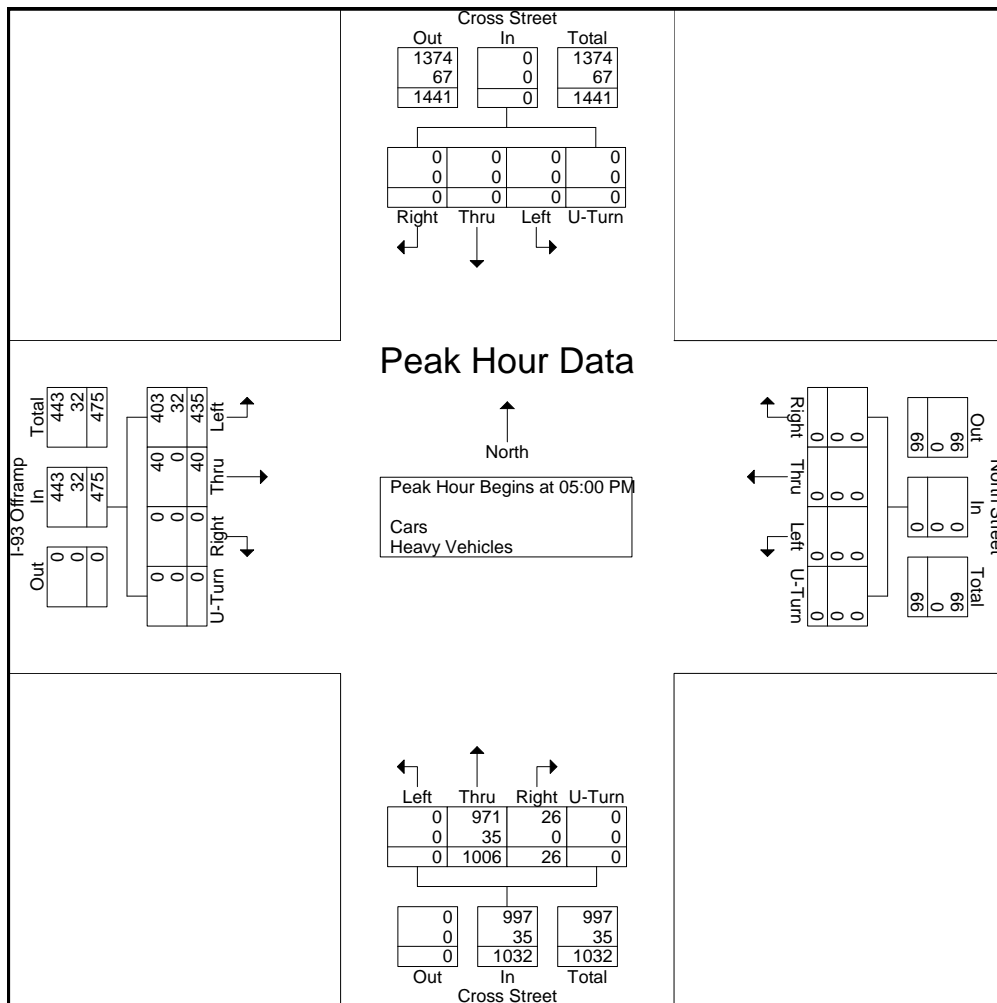 Cross Street
Out In Total
1374 0 1374
67 0 67
1441 0 1441
0 0 0 0
0 0 0 0
0 0 0 0
Right Thru Left U-Turn
Peak Hour Data
North
Peak Hour Begins at 05:00 PM
Cars
Heavy Vehicles
I-93 Offramp
Total In Out
443 443 0
32 32 0
475 475 0
403 40 0 0
32 0 0 0
435 40 0 0
Left Thru Right U-Turn
North Street
Out In Total
66 0 66
0 0 0
66 0 66
0 0 0 0
0 0 0 0
0 0 0 0
Right Thru Left U-Turn
Left Thru Right U-Turn
0 971 26 0
0 35 0 0
0 1006 26 0
0 997 997
0 35 35
0 1032 1032
Out In Total
Cross Street